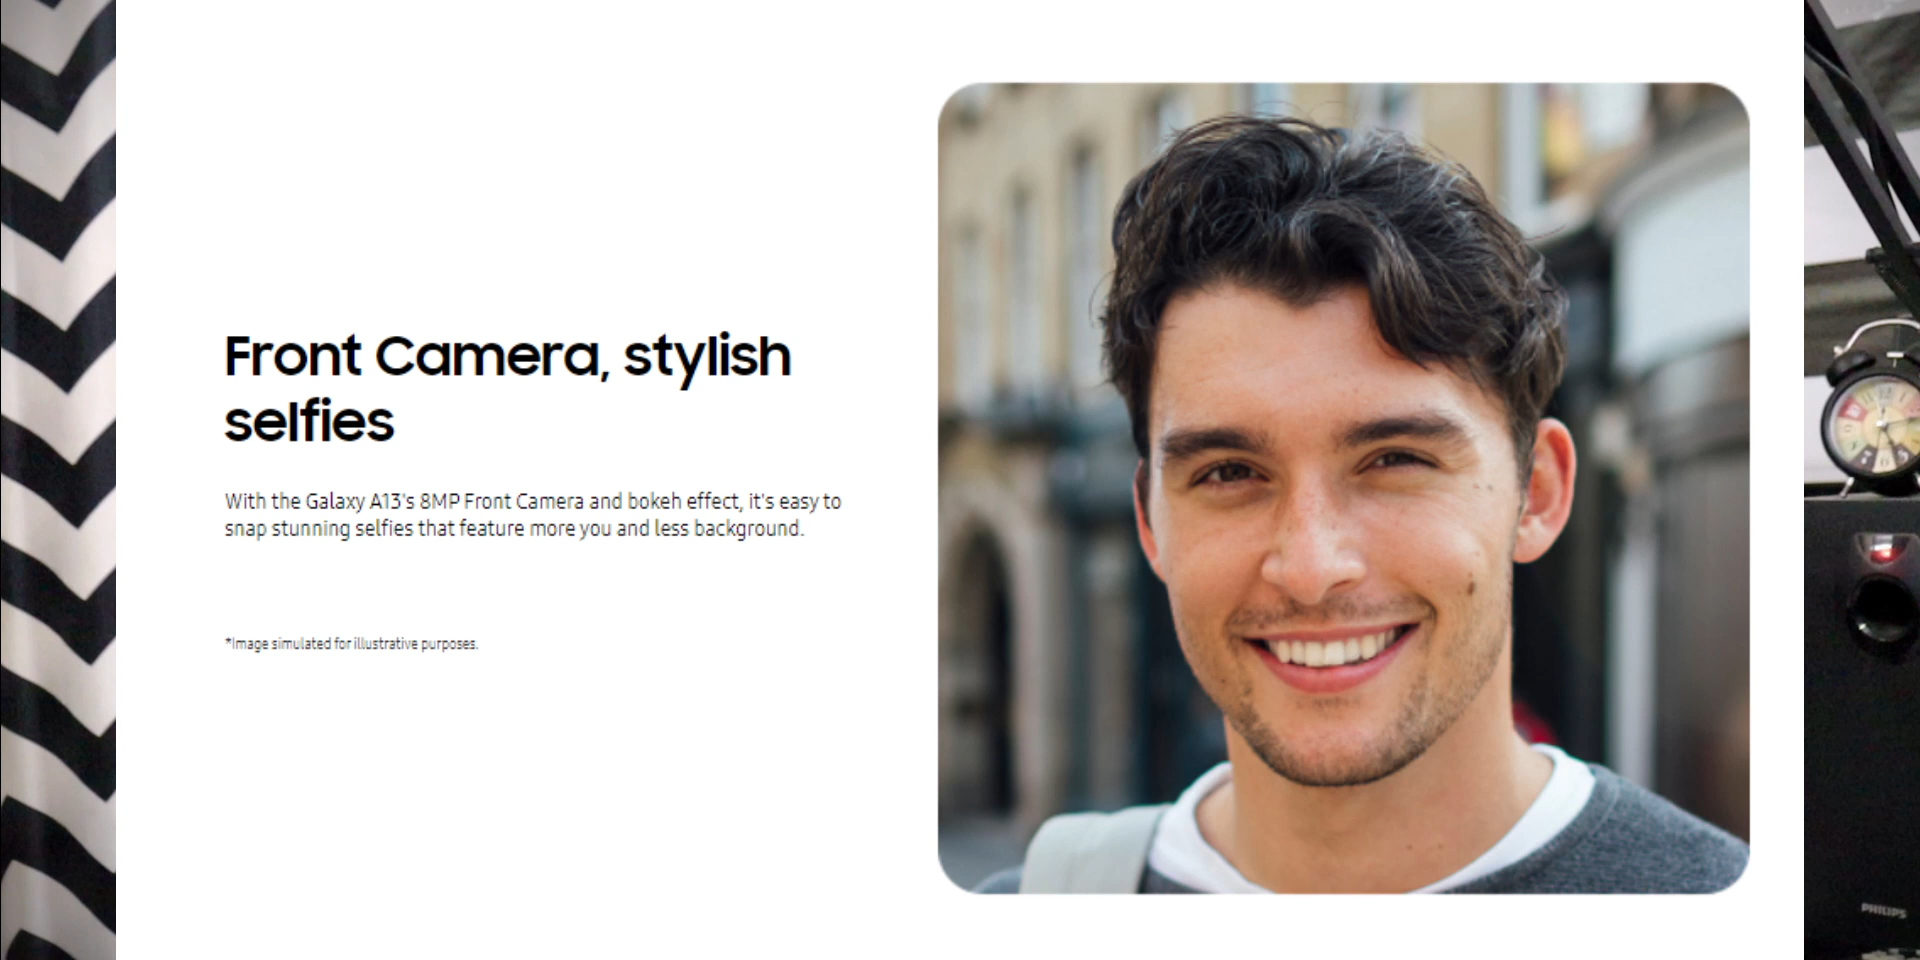 Front Camera, stylish
selfies
With the Galaxy A13's 8MP Front Camera and bokeh effect, it's easy to
snap stunning selfies that feature more you and less background.
*Image simulated for illustrative purposes.
PHILIPS